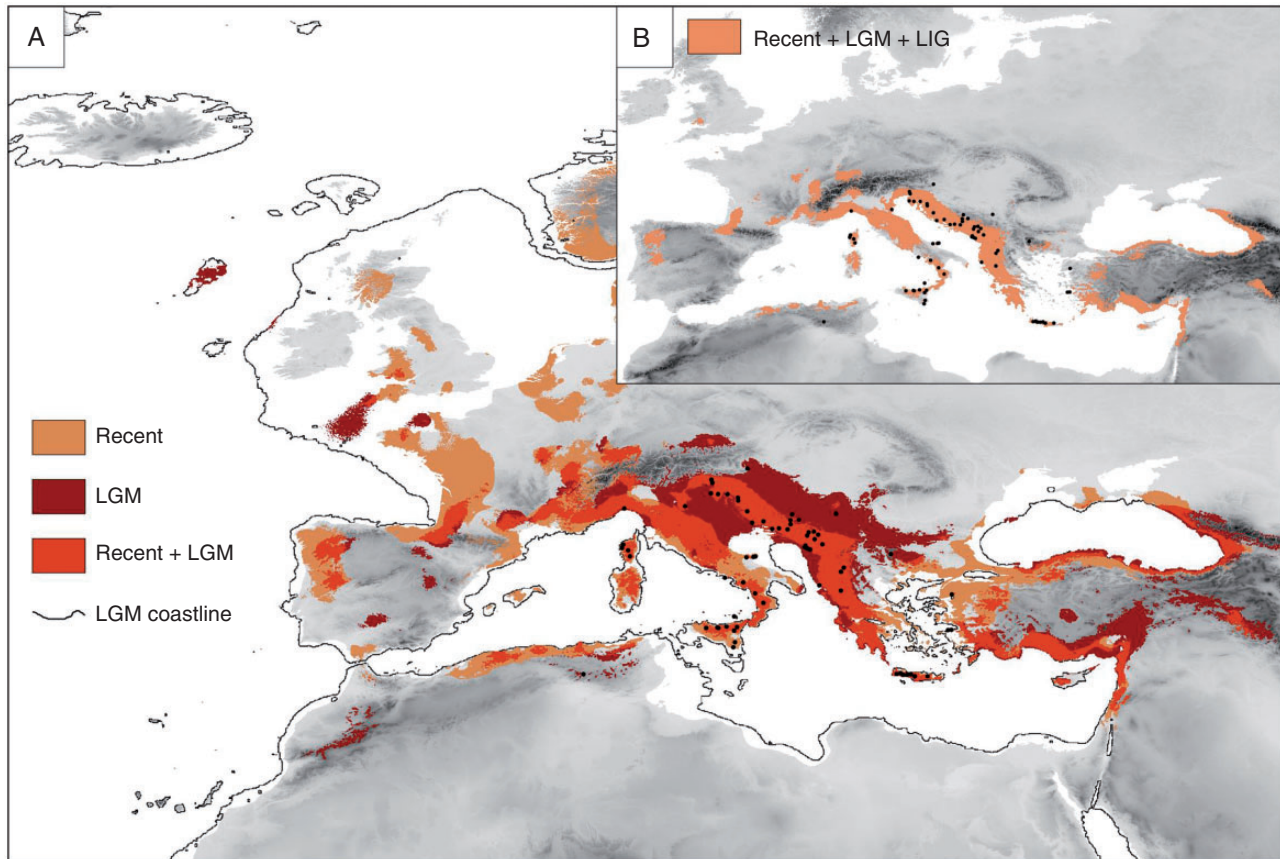 A
B
Recent + LGM + LIG
Recent
LGM
Recent + LGM
LGM coastline